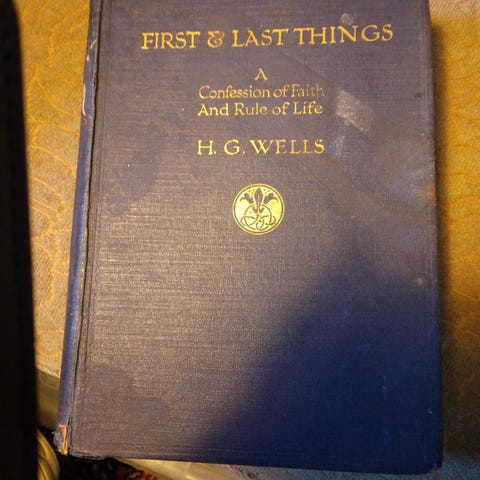 FIRST & LAST THINGS
A
Confession of Faith
And Rule of Life
H. G. WELLS